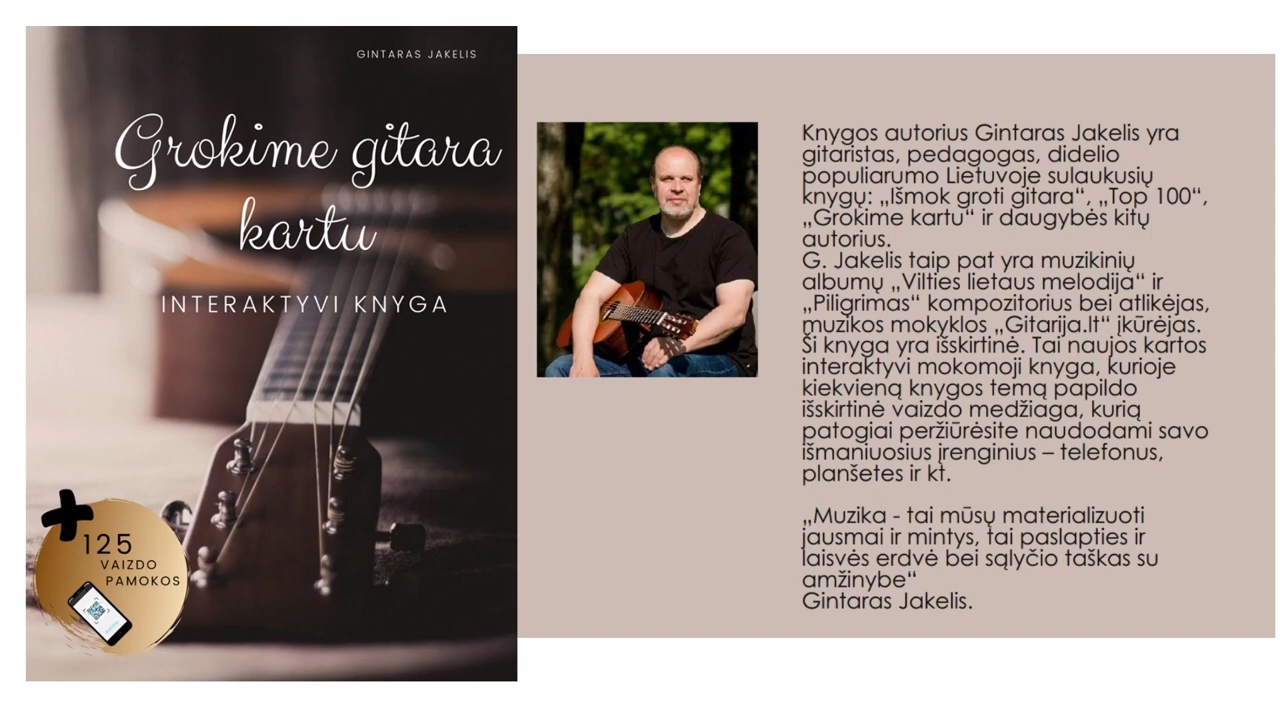 GINTARAS JAKELIS
Grokime gitara
kartu
INTERAKTYVI KNYGA
125
VAIZDO
PAMOKOS
Knygos autorius Gintaras Jakelis yra
gitaristas, pedagogas, didelio
populiarumo Lietuvoje sulaukusių
knygų: „Išmok groti gitara“, „Top 100“,
„Grokime kartu“ ir daugybės kitų
autorius.
G. Jakelis taip pat yra muzikinių
albumų „Vilties lietaus melodija“ ir
„Piligrimas“ kompozitorius bei atlikėjas,
muzikos mokyklos „Gitarija.lt“ įkūrėjas.
Ši knyga yra išskirtinė. Tai naujos kartos
interaktyvi mokomoji knyga, kurioje
kiekvieną knygos temą papildo
išskirtinė vaizdo medžiaga, kurią
patogiai peržiūrėsite naudodami savo
išmaniuosius įrenginius – telefonus,
planšetes ir kt.
„Muzika - tai mūsų materializuoti
jausmai ir mintys, tai paslapties ir
laisvės erdvė bei sąlyčio taškas su
amžinybe“
Gintaras Jakelis.